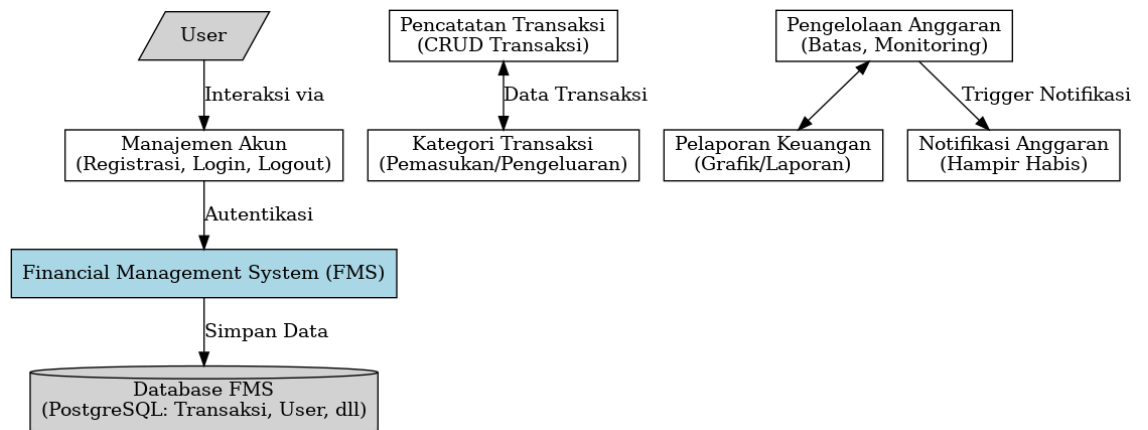 User
Pencatatan Transaksi
(CRUD Transaksi)
Pengelolaan Anggaran
(Batas, Monitoring)
Interaksi via
Data Transaksi
Trigger Notifikasi
Manajemen Akun
(Registrasi, Login, Logout)
Kategori Transaksi
(Pemasukan/Pengeluaran)
Pelaporan Keuangan
(Grafik/Laporan)
Notifikasi Anggaran
(Hampir Habis)
Autentikasi
Financial Management System (FMS)
Simpan Data
Database FMS
(PostgreSQL: Transaksi, User, dll)